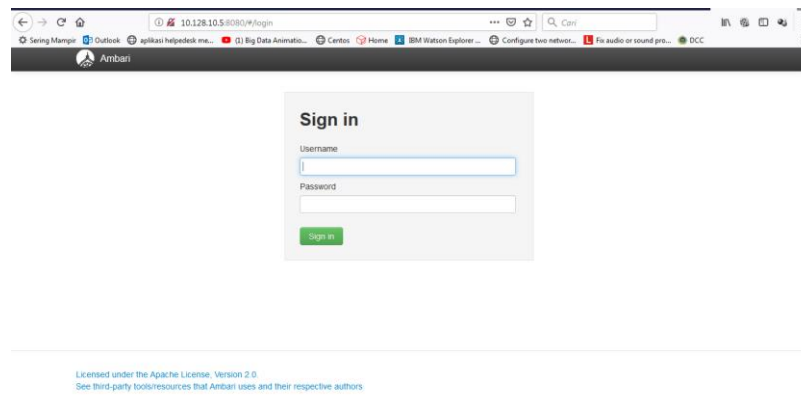 10.128.10.5:8080/#/login
Cari
Sering Mampir Outlook aplikasi helpedesk me... (1) Big Data Animatio... Centos Home IBM Watson Explorer ... Configure two networ... Fix audio or sound pro... DCC
Ambari
Sign in
Username
Password
Sign in
Licensed under the Apache License, Version 2.0.
See third-party tools/resources that Ambari uses and their respective authors